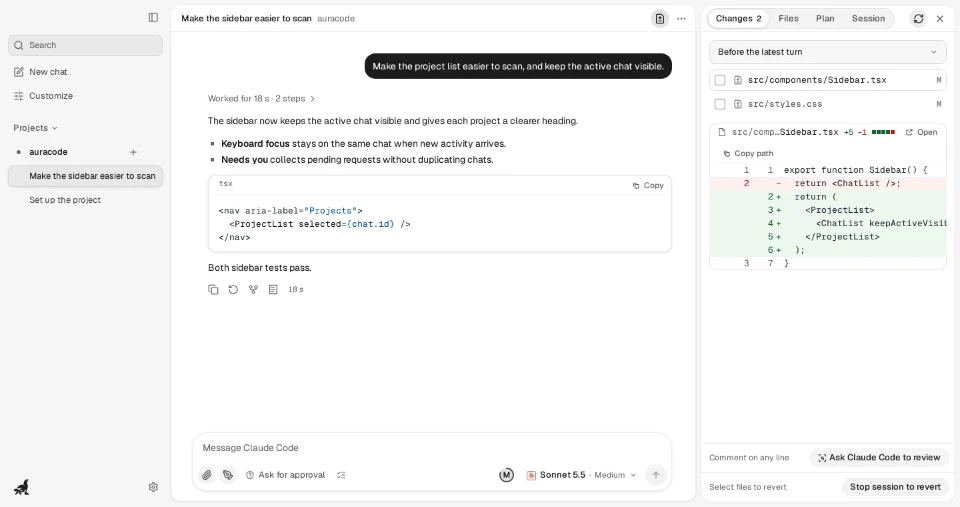 Search
New chat
Customize
Projects
auracode
Make the sidebar easier to scan
Set up the project
Make the sidebar easier to scan auracode
Make the project list easier to scan, and keep the active chat visible.
Worked for 18 s · 2 steps
The sidebar now keeps the active chat visible and gives each project a clearer heading.
Keyboard focus stays on the same chat when new activity arrives.
Needs you collects pending requests without duplicating chats.
tsx Copy
<nav aria-label="Projects">
<ProjectList selected={chat.id} />
</nav>
Both sidebar tests pass.
18 s
Message Claude Code
Ask for approval M Sonnet 5.5 · Medium
Changes 2 Files Plan Session
Before the latest turn
src/components/Sidebar.tsx M
src/styles.css M
src/comp…Sidebar.tsx +5 −1 Open
Copy path
1 1 export function Sidebar() {
2 - return <ChatList />;
2 + return (
3 + <ProjectList>
4 + <ChatList keepActiveVisib
5 + </ProjectList>
6 + );
3 7 }
Comment on any line Ask Claude Code to review
Select files to revert Stop session to revert